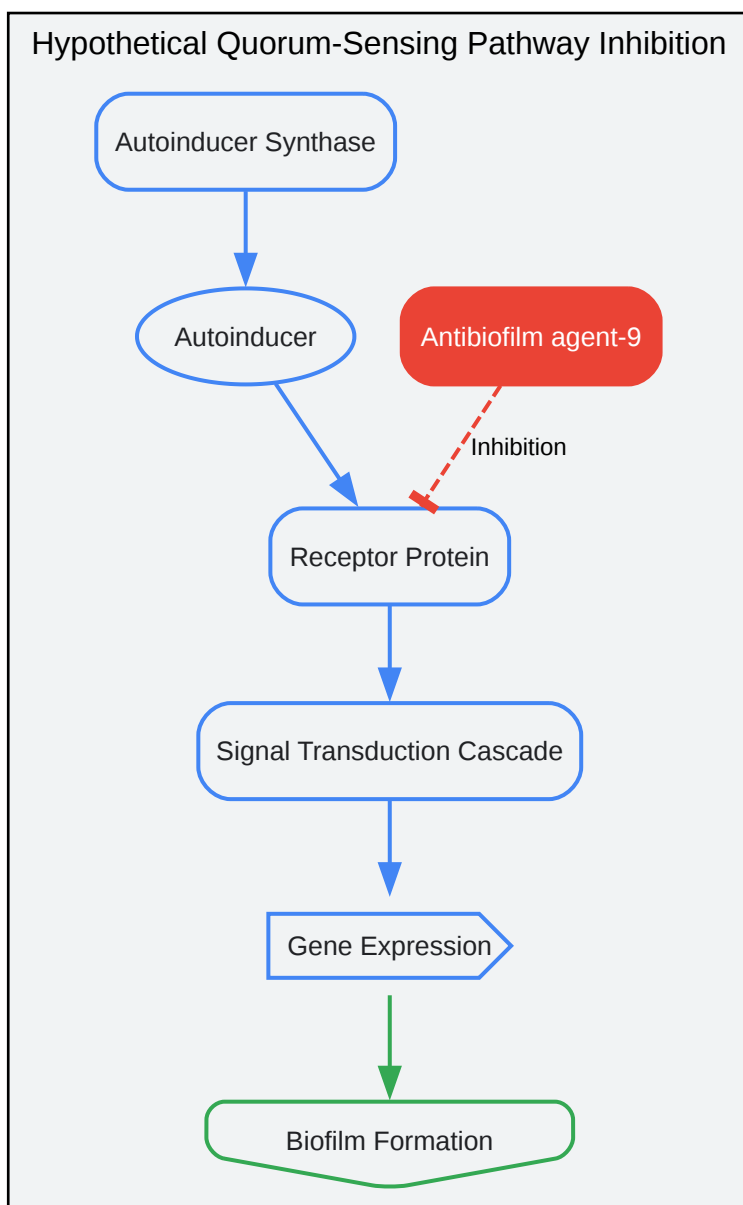 Hypothetical Quorum-Sensing Pathway Inhibition
Autoinducer Synthase
Autoinducer
Antibiofilm agent-9
Inhibition
Receptor Protein
Signal Transduction Cascade
Gene Expression
Biofilm Formation